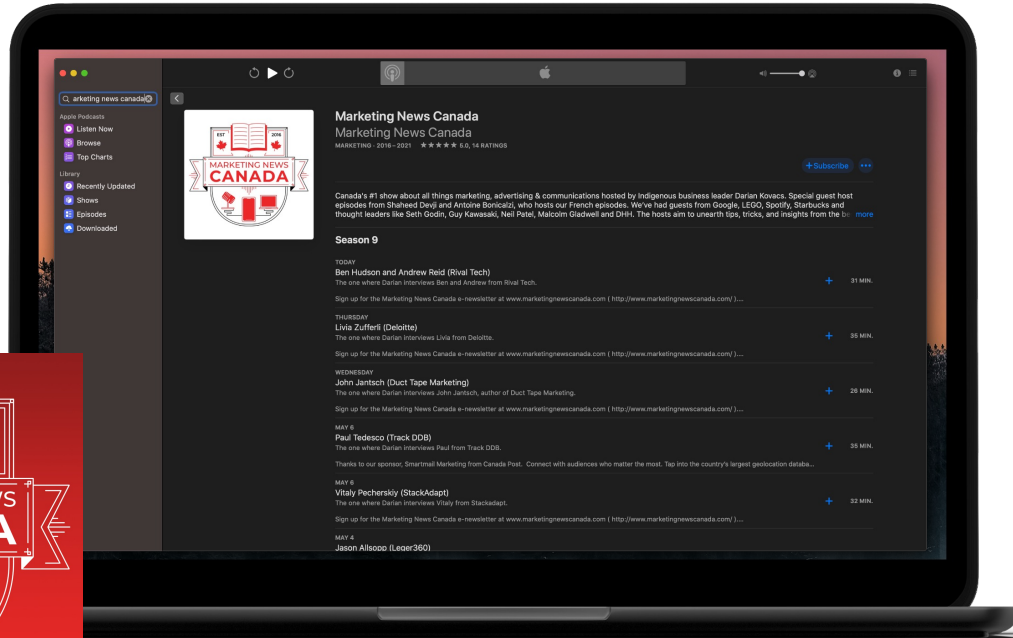 arketing news canada
Apple Podcasts
Listen Now
Browse
Top Charts
Library
Recently Updated
Shows
Episodes
Downloaded
EST 2016
MARKETING NEWS
CANADA
Marketing News Canada
Marketing News Canada
MARKETING · 2016–2021 ★★★★★ 5.0, 14 RATINGS
+ Subscribe
Canada's #1 show about all things marketing, advertising & communications hosted by Indigenous business leader Darian Kovacs. Special guest host
episodes from Shaheed Devji and Antoine Bonicalzi, who hosts our French episodes. We've had guests from Google, LEGO, Spotify, Starbucks and
thought leaders like Seth Godin, Guy Kawasaki, Neil Patel, Malcolm Gladwell and DHH. The hosts aim to unearth tips, tricks, and insights from the be more
Season 9
TODAY
Ben Hudson and Andrew Reid (Rival Tech)
The one where Darian interviews Ben and Andrew from Rival Tech.
+ 31 MIN.
Sign up for the Marketing News Canada e-newsletter at www.marketingnewscanada.com ( http://www.marketingnewscanada.com/ )....
THURSDAY
Livia Zufferli (Deloitte)
The one where Darian interviews Livia from Deloitte.
+ 35 MIN.
Sign up for the Marketing News Canada e-newsletter at www.marketingnewscanada.com ( http://www.marketingnewscanada.com/ )....
WEDNESDAY
John Jantsch (Duct Tape Marketing)
The one where Darian interviews John Jantsch, author of Duct Tape Marketing.
+ 26 MIN.
Sign up for the Marketing News Canada e-newsletter at www.marketingnewscanada.com ( http://www.marketingnewscanada.com/ )....
MAY 6
Paul Tedesco (Track DDB)
The one where Darian interviews Paul from Track DDB.
+ 35 MIN.
Thanks to our sponsor, Smartmail Marketing from Canada Post. Connect with audiences who matter the most. Tap into the country's largest geolocation databa...
MAY 6
Vitaly Pecherskiy (StackAdapt)
The one where Darian interviews Vitaly from Stackadapt.
+ 32 MIN.
Sign up for the Marketing News Canada e-newsletter at www.marketingnewscanada.com ( http://www.marketingnewscanada.com/ )....
MAY 4
Jason Allsopp (Leger360)
WS
A